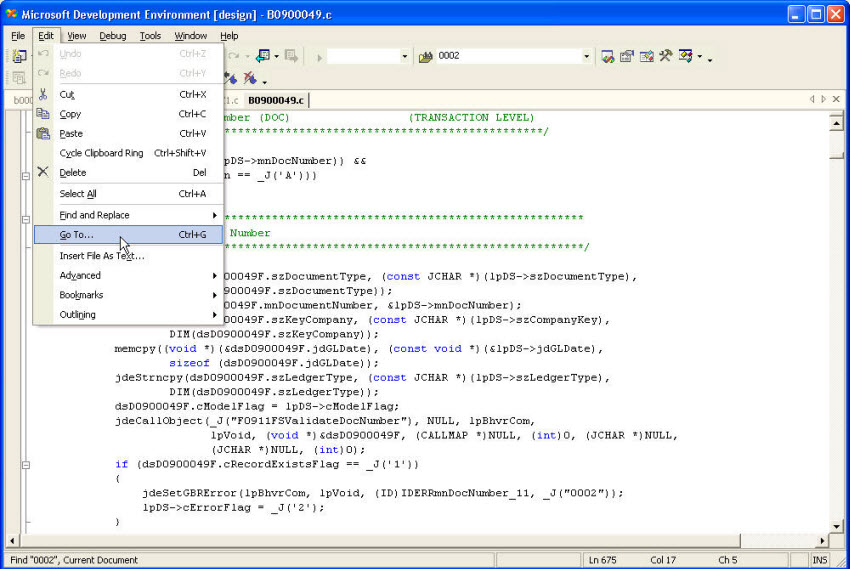 Microsoft Development Environment [design] - B0900049.c
File Edit View Debug Tools Window Help
0002
Undo Ctrl+Z
Redo Ctrl+Y
Cut Ctrl+X
Copy Ctrl+C
Paste Ctrl+V
Cycle Clipboard Ring Ctrl+Shift+V
Delete Del
Select All Ctrl+A
Find and Replace
Go To... Ctrl+G
Insert File As Text...
Advanced
Bookmarks
Outlining
b000 1.c B0900049.c
mber (DOC) (TRANSACTION LEVEL)
********************************************/
lpDS->mnDocNumber)) &&
n == _J('A')))
*************************************************
Number
*************************************************/
00049F.szDocumentType, (const JCHAR *)(lpDS->szDocumentType),
00049F.szDocumentType));
00049F.mnDocumentNumber, &lpDS->mnDocNumber);
00049F.szKeyCompany, (const JCHAR *)(lpDS->szCompanyKey),
DIM(dsD0900049F.szKeyCompany));
memcpy((void *)(&dsD0900049F.jdGLDate), (const void *)(&lpDS->jdGLDate),
sizeof (dsD0900049F.jdGLDate));
jdeStrncpy(dsD0900049F.szLedgerType, (const JCHAR *)(lpDS->szLedgerType),
DIM(dsD0900049F.szLedgerType));
dsD0900049F.cModelFlag = lpDS->cModelFlag;
jdeCallObject(_J("F0911FSValidateDocNumber"), NULL, lpBhvrCom,
lpVoid, (void *)&dsD0900049F, (CALLMAP *)NULL, (int)0, (JCHAR *)NULL,
(JCHAR *)NULL, (int)0);
if (dsD0900049F.cRecordExistsFlag == _J('1'))
{
jdeSetGBRError(lpBhvrCom, lpVoid, (ID)IDERRmnDocNumber_11, _J("0002"));
lpDS->cErrorFlag = _J('2');
}
Find "0002", Current Document Ln 675 Col 17 Ch 5 INS